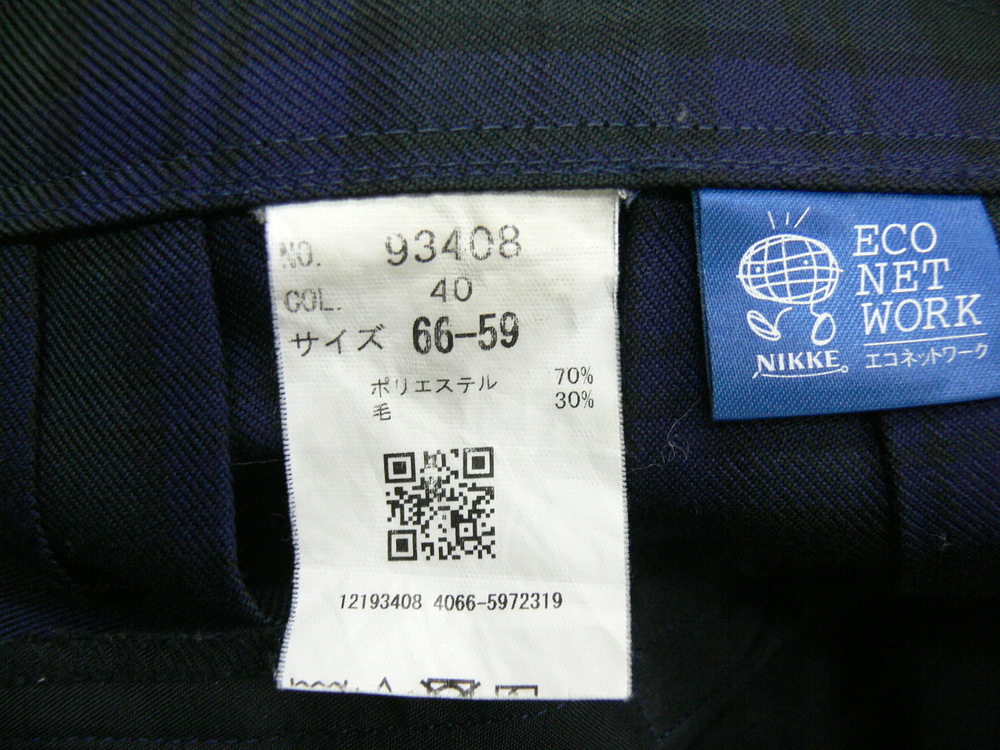 NO. 93408
COL. 40
サイズ 66-59
ポリエステル 70%
毛 30%
12193408 4066-5972319
ECO
NET
WORK
NIKKE
エコネットワーク